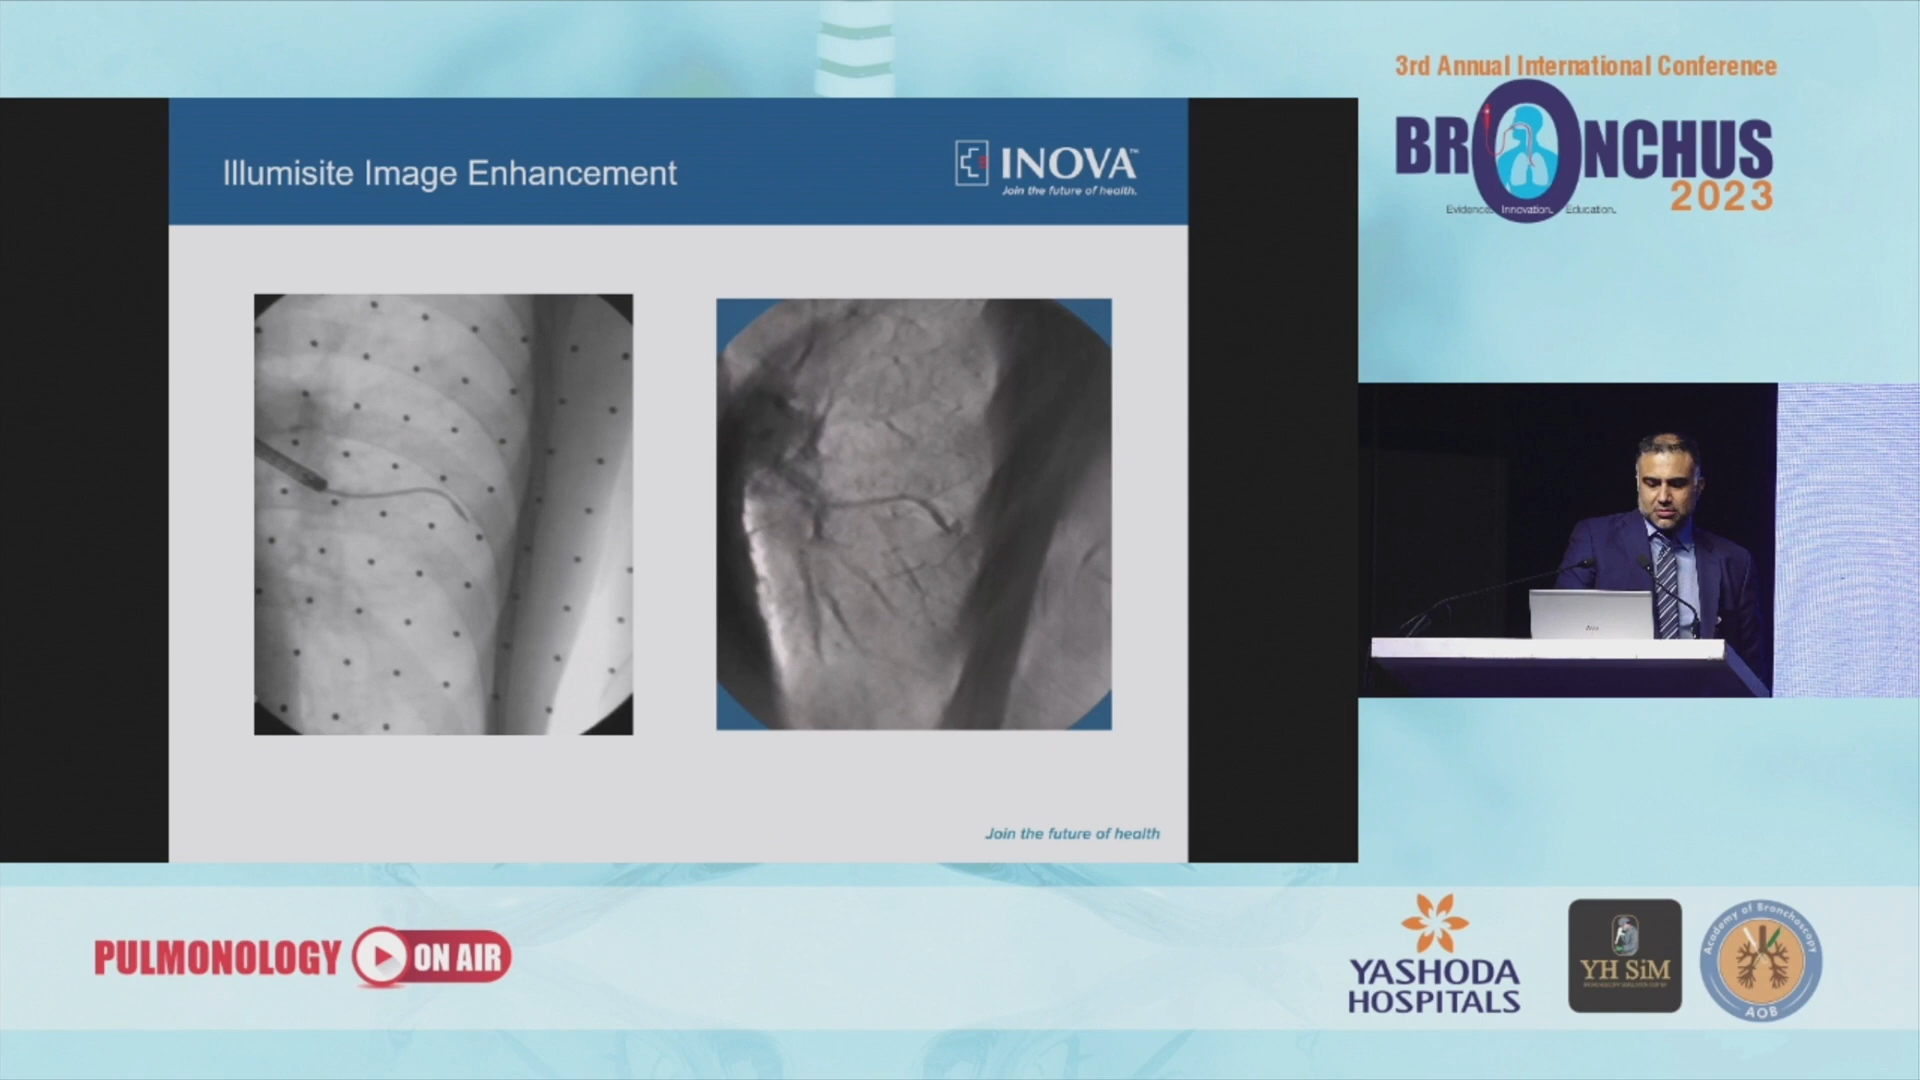 3rd Annual International Conference
BRONCHUS
2023
Evidence. Innovation. Education.
Illumisite Image Enhancement
INOVA™
Join the future of health.
Join the future of health
PULMONOLOGY ON AIR
YASHODA
HOSPITALS
YH SiM
Academy of Bronchoscopy
AOB